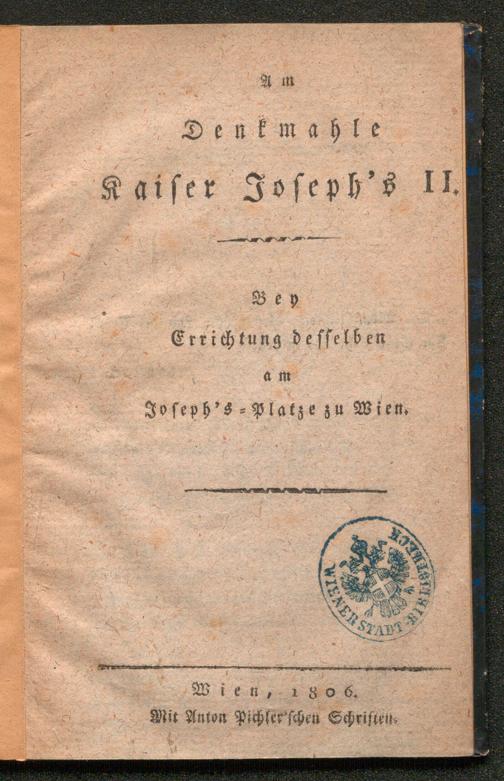 Am
Denkmahle
Kaiser Joseph's II.
Bey
Errichtung desselben
am
Joseph's-Platze zu Wien.
WIENER STADT-BIBLIOTHECK
Wien, 1806.
Mit Anton Pichler'schen Schriften.